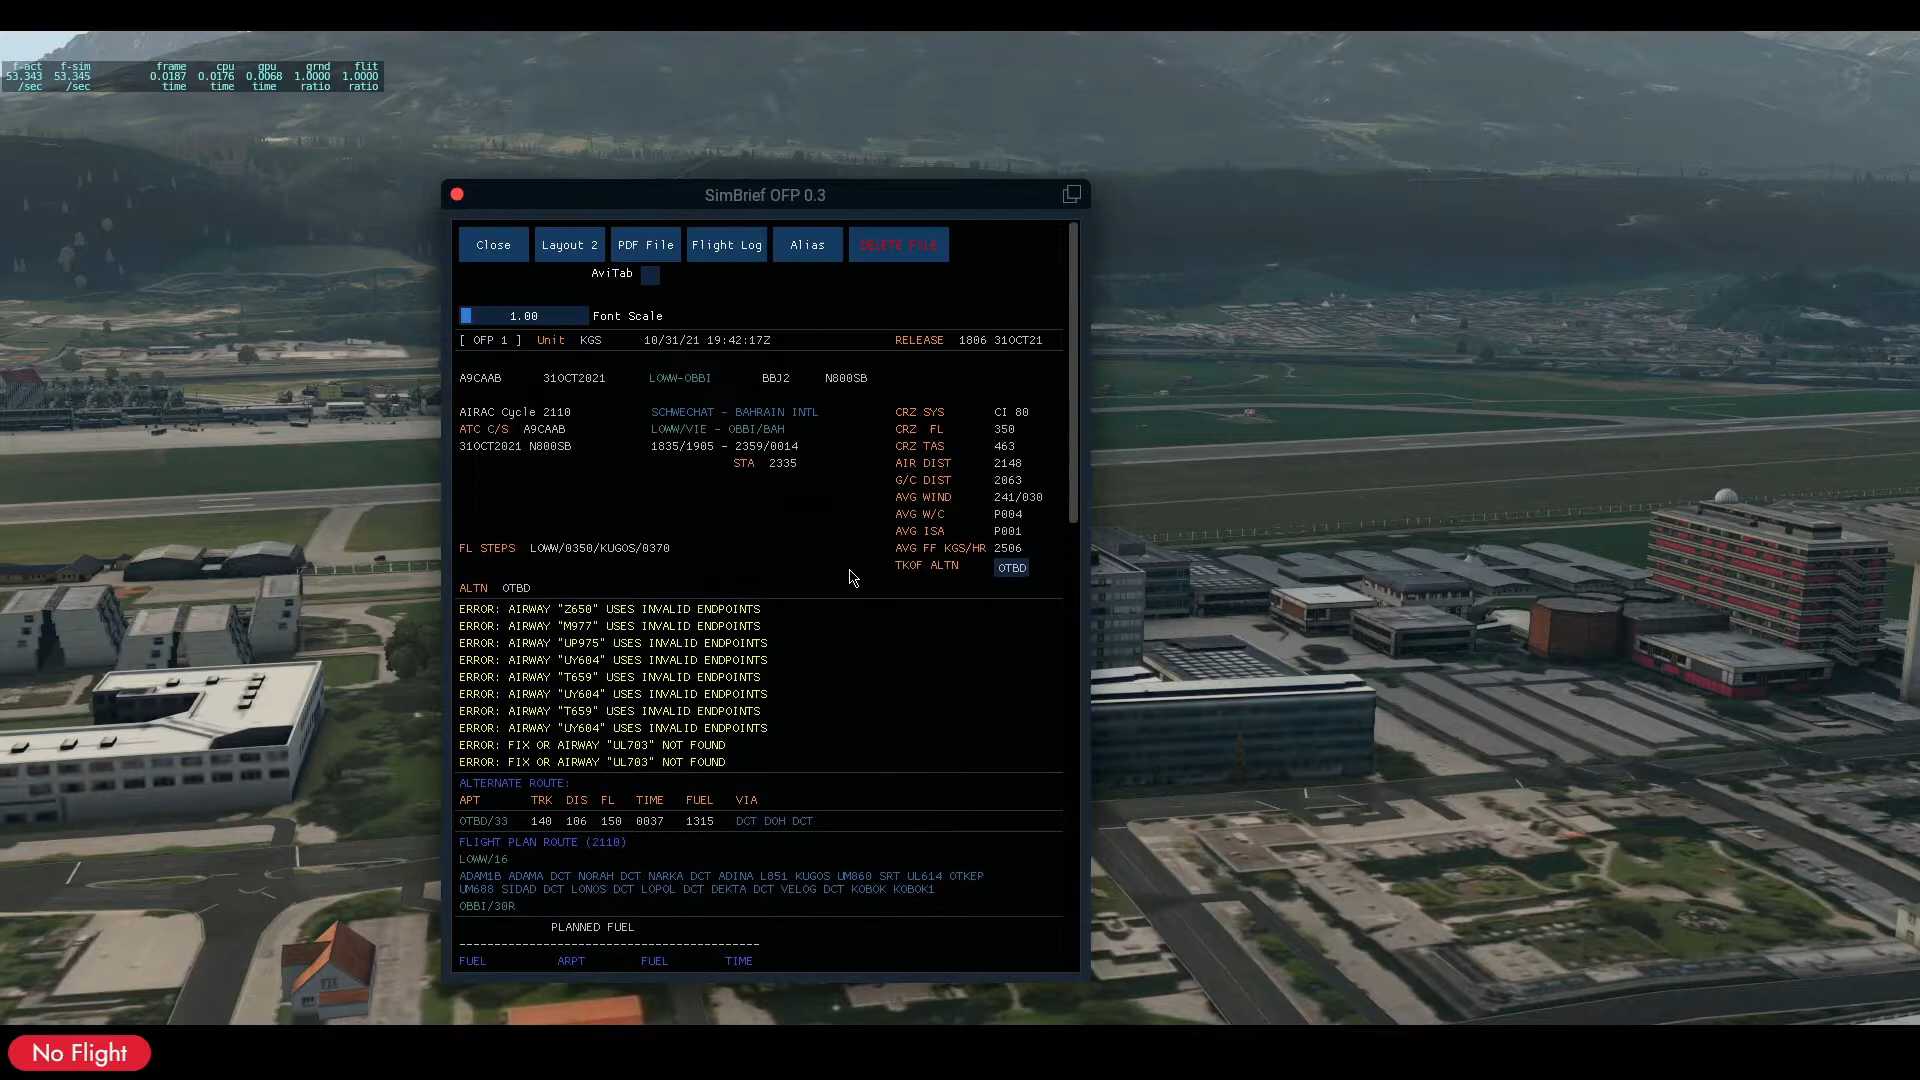 f-act f-sim frame cpu gpu grnd flit
53.343 53.345 0.0187 0.0176 0.0068 1.0000 1.0000
/sec /sec time time time ratio ratio
SimBrief OFP 0.3
Close Layout 2 PDF File Flight Log Alias DELETE FILE
AviTab
1.00 Font Scale
[ OFP 1 ] Unit KGS 10/31/21 19:42:17Z RELEASE 1806 31OCT21
A9CAAB 31OCT2021 LOWW-OBBI BBJ2 N800SB
AIRAC Cycle 2110 SCHWECHAT - BAHRAIN INTL CRZ SYS CI 80
ATC C/S A9CAAB LOWW/VIE - OBBI/BAH CRZ FL 350
31OCT2021 N800SB 1835/1905 - 2359/0014 CRZ TAS 463
STA 2335 AIR DIST 2148
G/C DIST 2063
AVG WIND 241/030
AVG W/C P004
AVG ISA P001
FL STEPS LOWW/0350/KUGOS/0370 AVG FF KGS/HR 2506
TKOF ALTN OTBD
ALTN OTBD
ERROR: AIRWAY "Z650" USES INVALID ENDPOINTS
ERROR: AIRWAY "M977" USES INVALID ENDPOINTS
ERROR: AIRWAY "UP975" USES INVALID ENDPOINTS
ERROR: AIRWAY "UY604" USES INVALID ENDPOINTS
ERROR: AIRWAY "T659" USES INVALID ENDPOINTS
ERROR: AIRWAY "UY604" USES INVALID ENDPOINTS
ERROR: AIRWAY "T659" USES INVALID ENDPOINTS
ERROR: AIRWAY "UY604" USES INVALID ENDPOINTS
ERROR: FIX OR AIRWAY "UL703" NOT FOUND
ERROR: FIX OR AIRWAY "UL703" NOT FOUND
ALTERNATE ROUTE:
APT TRK DIS FL TIME FUEL VIA
OTBD/33 140 106 150 0037 1315 DCT DOH DCT
FLIGHT PLAN ROUTE (2110)
LOWW/16
ADAM1B ADAMA DCT NORAH DCT NARKA DCT ADINA L851 KUGOS UM860 SRT UL614 OTKEP
UM688 SIDAD DCT LONOS DCT LOPOL DCT DEKTA DCT VELOG DCT KOBOK KOBOK1
OBBI/30R
PLANNED FUEL
-------------------------------------------
FUEL ARPT FUEL TIME
No Flight